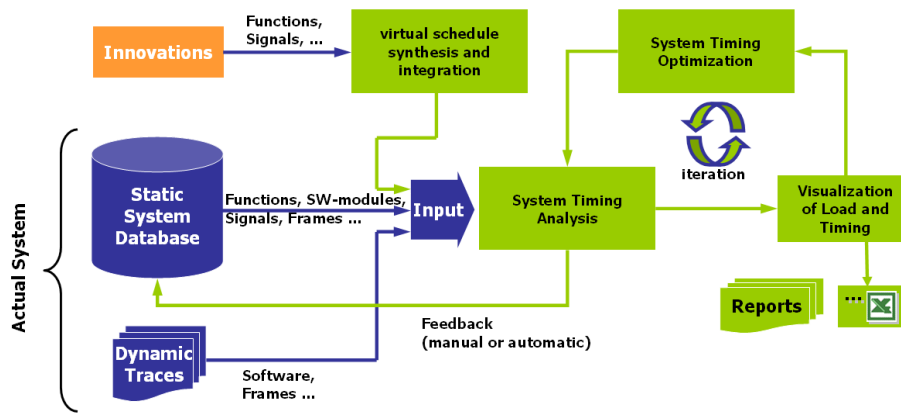 Functions,
Signals, ...
Innovations
virtual schedule
synthesis and
integration
System Timing
Optimization
iteration
Actual System
Static
System
Database
Functions, SW-modules,
Signals, Frames ...
Input
System Timing
Analysis
Visualization
of Load and
Timing
Feedback
(manual or automatic)
Reports
...
X
Dynamic
Traces
Software,
Frames ...